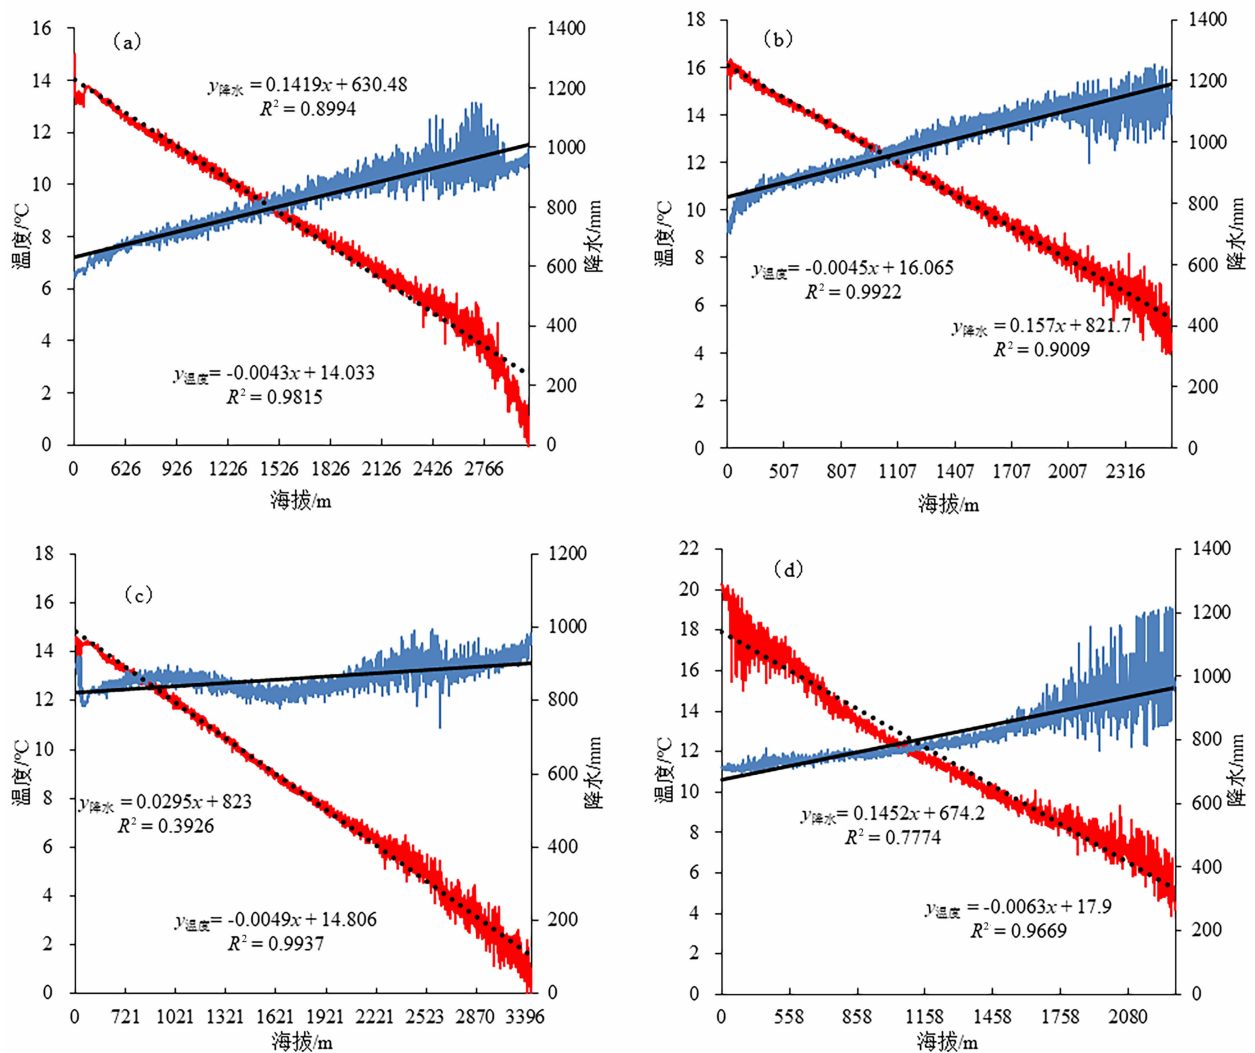 (a)
16
14
12
10
8
6
4
2
0
温度/°C
1400
1200
1000
800
600
400
200
0
降水/mm
y降水 = 0.1419x + 630.48
R² = 0.8994
y温度= -0.0043x + 14.033
R² = 0.9815
0 626 926 1226 1526 1826 2126 2426 2766
海拔/m
(b)
18
16
14
12
10
8
6
4
2
0
温度/°C
1400
1200
1000
800
600
400
200
0
降水/mm
y温度= -0.0045x + 16.065
R² = 0.9922
y降水 = 0.157x + 821.7
R² = 0.9009
0 507 807 1107 1407 1707 2007 2316
海拔/m
(c)
18
16
14
12
10
8
6
4
2
0
温度/°C
1200
1000
800
600
400
200
0
降水/mm
y降水 = 0.0295x + 823
R² = 0.3926
y温度= -0.0049x + 14.806
R² = 0.9937
0 721 1021 1321 1621 1921 2221 2523 2870 3396
海拔/m
(d)
22
20
18
16
14
12
10
8
6
4
2
0
温度/°C
1400
1200
1000
800
600
400
200
0
降水/mm
y降水= 0.1452x + 674.2
R² = 0.7774
y温度 = -0.0063x + 17.9
R² = 0.9669
0 558 858 1158 1458 1758 2080
海拔/m